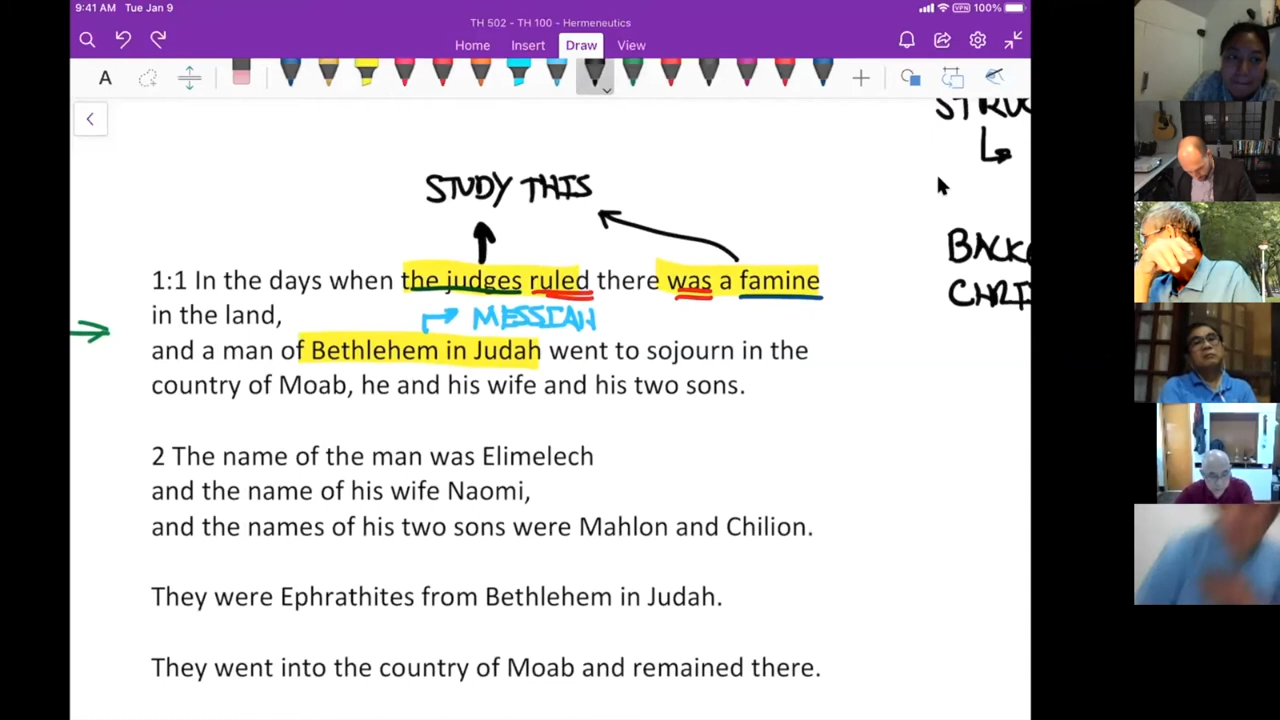 9:41 AM Tue Jan 9
VPN 100%
TH 502 - TH 100 - Hermeneutics
Home Insert Draw View
A
STUDY THIS
1:1 In the days when the judges ruled there was a famine
in the land,
MESSIAH
and a man of Bethlehem in Judah went to sojourn in the
country of Moab, he and his wife and his two sons.
2 The name of the man was Elimelech
and the name of his wife Naomi,
and the names of his two sons were Mahlon and Chilion.
They were Ephrathites from Bethlehem in Judah.
They went into the country of Moab and remained there.